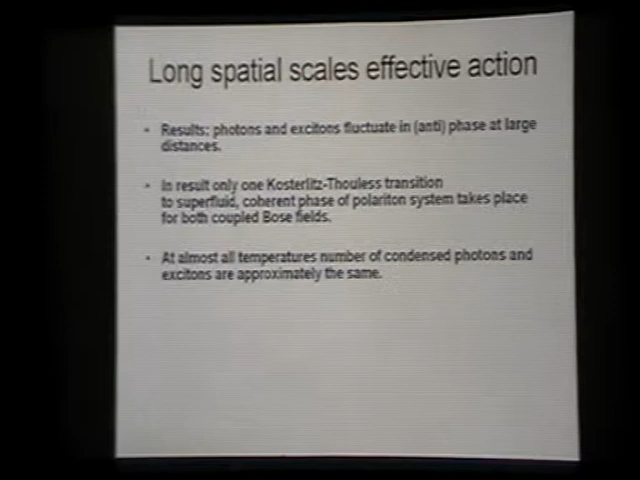 Long spatial scales effective action
• Results: photons and excitons fluctuate in (anti) phase at large
distances.
• In result only one Kosterlitz-Thouless transition
to superfluid, coherent phase of polariton system takes place
for both coupled Bose fields.
• At almost all temperatures number of condensed photons and
excitons are approximately the same.